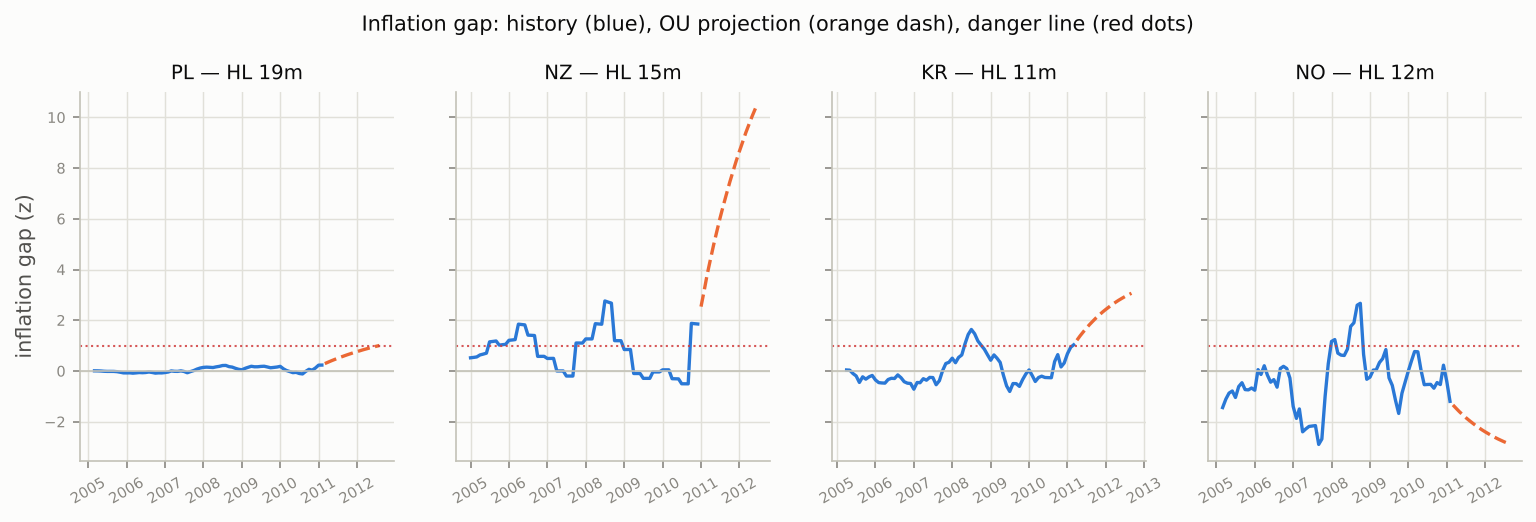 Inflation gap: history (blue), OU projection (orange dash), danger line (red dots)
PL — HL 19m
NZ — HL 15m
KR — HL 11m
NO — HL 12m
inflation gap (z)
10
8
6
4
2
0
−2
2005 2006 2007 2008 2009 2010 2011 2012
2005 2006 2007 2008 2009 2010 2011 2012
2005 2006 2007 2008 2009 2010 2011 2012 2013
2005 2006 2007 2008 2009 2010 2011 2012